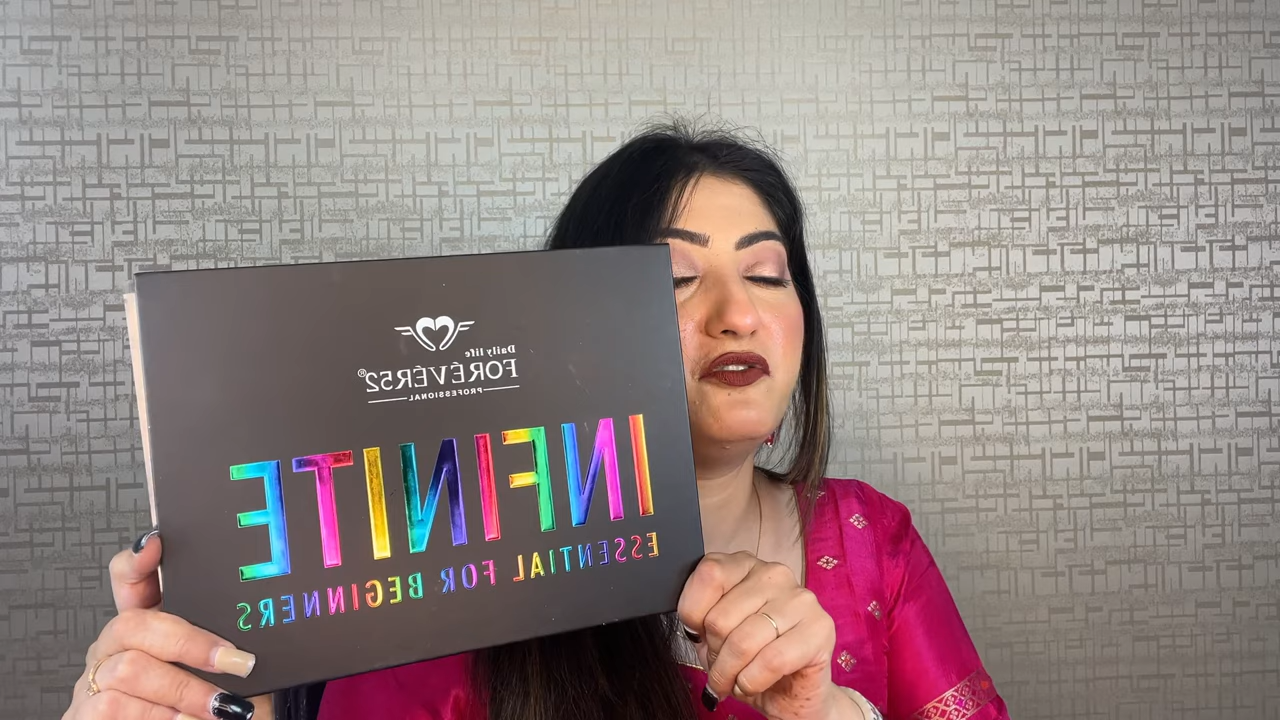 Daily life
FOREVER52®
PROFESSIONAL
INFINITE
ESSENTIAL FOR BEGINNERS